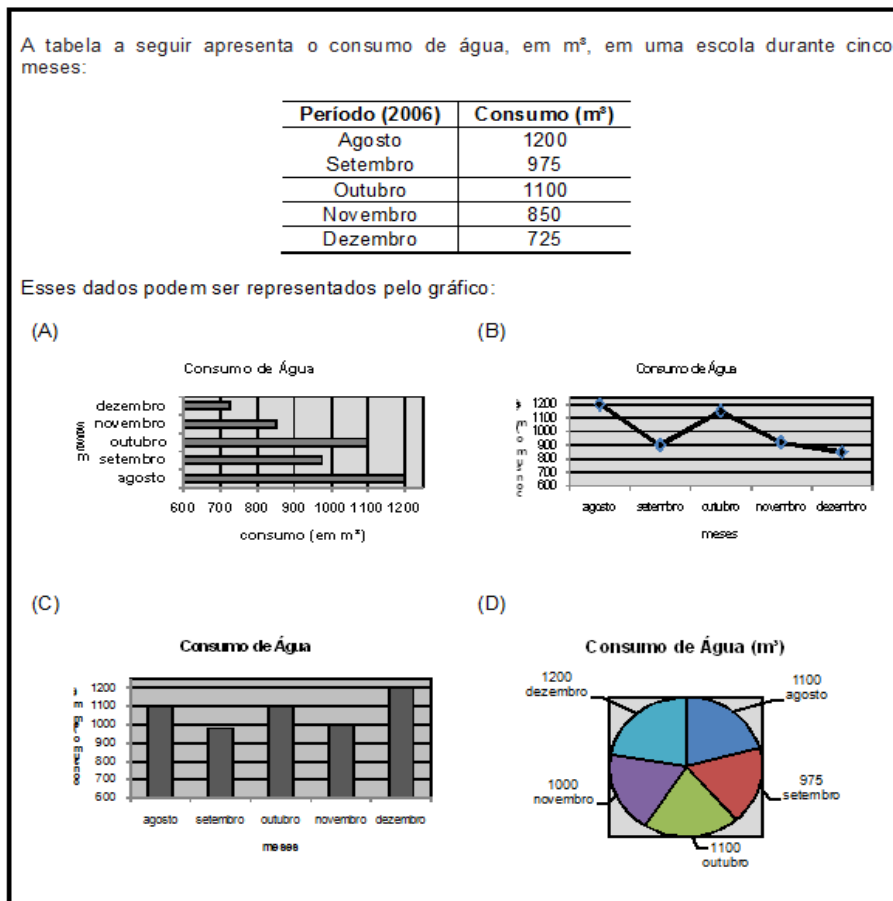 A tabela a seguir apresenta o consumo de água, em m³, em uma escola durante cinco
meses:
Período (2006) Consumo (m³)
Agosto 1200
Setembro 975
Outubro 1100
Novembro 850
Dezembro 725
Esses dados podem ser representados pelo gráfico:
(A)
Consumo de Água
dezembro
novembro
outubro
setembro
agosto
600 700 800 900 1000 1100 1200
consumo (em m³)
(B)
Consumo de Água
1200
1100
1000
900
800
700
600
agosto setembro outubro novembro dezembro
meses
(C)
Consumo de Água
1200
1100
1000
900
800
700
600
agosto setembro outubro novembro dezembro
meses
(D)
Consumo de Água (m³)
1200
dezembro
1100
agosto
1000
novembro
975
setembro
1100
outubro